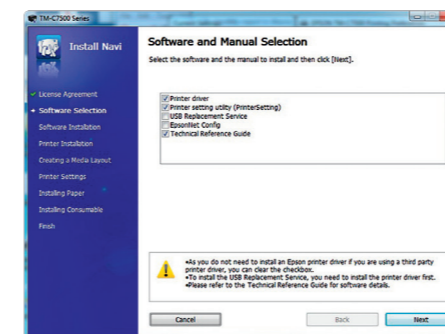 TM-C7500 Series
Install Navi
License Agreement
Software Selection
Software Installation
Printer Installation
Creating a Media Layout
Printer Settings
Installing Paper
Installing Consumable
Finish
Software and Manual Selection
Select the software and the manual to install and then click [Next].
Printer driver
Printer setting utility (PrinterSetting)
USB Replacement Service
EpsonNet Config
Technical Reference Guide
•As you do not need to install an Epson printer driver if you are using a third party
printer driver, you can clear the checkbox.
•To install the USB Replacement Service, you need to install the printer driver first.
•Please refer to the Technical Reference Guide for software details.
Cancel
Back
Next